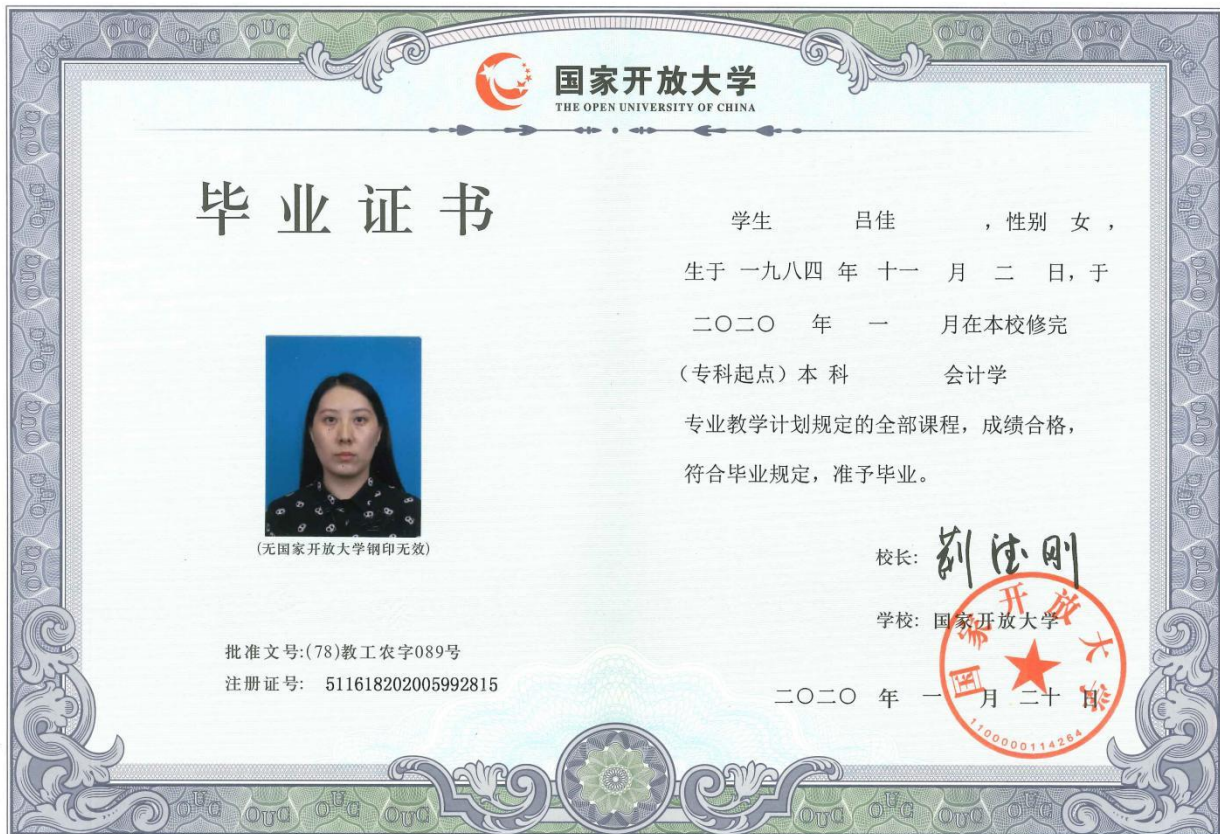 国家开放大学
THE OPEN UNIVERSITY OF CHINA
毕业证书
(无国家开放大学钢印无效)
批准文号:(78)教工农字089号
注册证号: 511618202005992815
学生 吕佳 ，性别 女 ，
生于 一九八四 年 十一 月 二 日，于
二〇二〇 年 一 月在本校修完
（专科起点）本 科 会计学
专业教学计划规定的全部课程，成绩合格，
符合毕业规定，准予毕业。
校长: 荆德刚
学校: 国家开放大学
二〇二〇 年 一 月 二十 日
国家开放大学
1100000114264
OUC